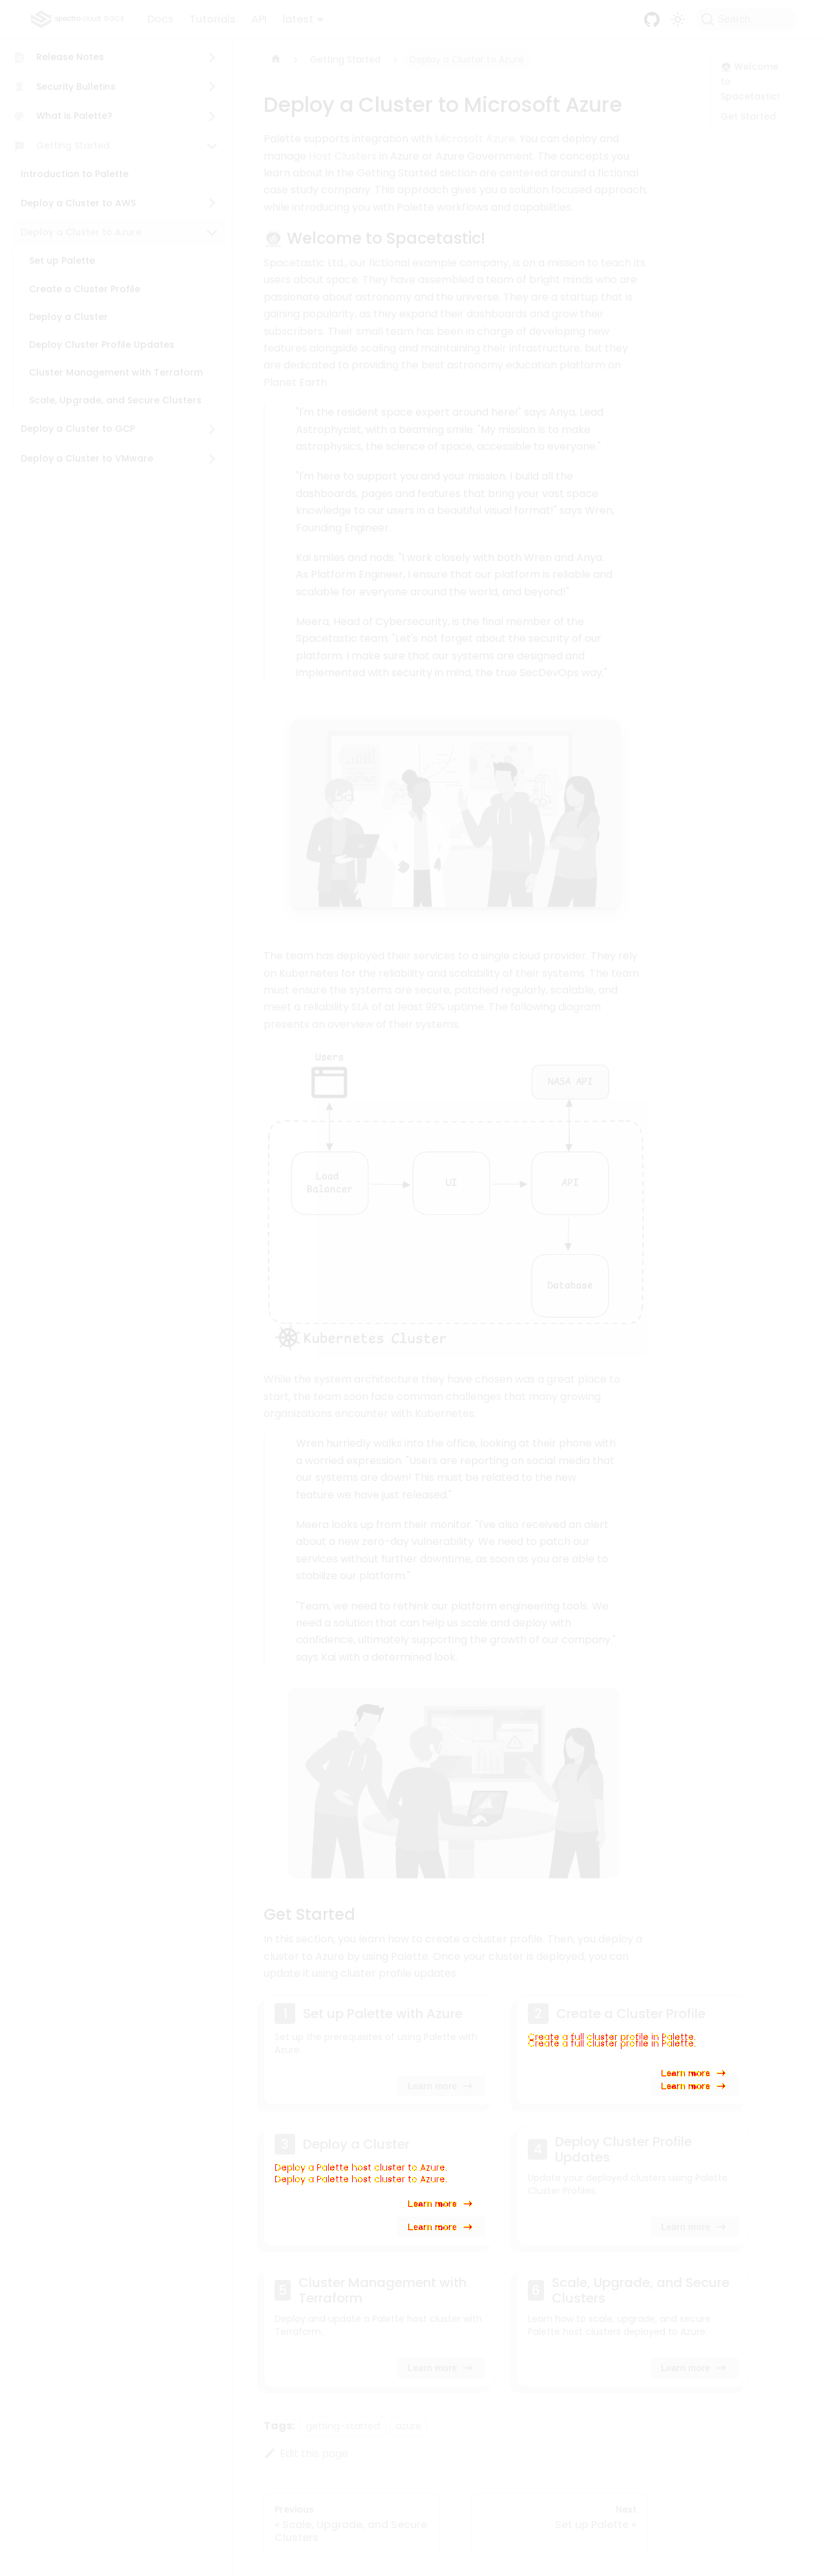 spectro cloud DOCS
Docs
Tutorials
API
latest
Search
Release Notes
Security Bulletins
What is Palette?
Getting Started
Introduction to Palette
Deploy a Cluster to AWS
Deploy a Cluster to Azure
Set up Palette
Create a Cluster Profile
Deploy a Cluster
Deploy Cluster Profile Updates
Cluster Management with Terraform
Scale, Upgrade, and Secure Clusters
Deploy a Cluster to GCP
Deploy a Cluster to VMware
Getting Started
Deploy a Cluster to Azure
Deploy a Cluster to Microsoft Azure
Palette supports integration with Microsoft Azure. You can deploy and
manage Host Clusters in Azure or Azure Government. The concepts you
learn about in the Getting Started section are centered around a fictional
case study company. This approach gives you a solution focused approach,
while introducing you with Palette workflows and capabilities.
Welcome to Spacetastic!
Spacetastic Ltd., our fictional example company, is on a mission to teach its
users about space. They have assembled a team of bright minds who are
passionate about astronomy and the universe. They are a startup that is
gaining popularity, as they expand their dashboards and grow their
subscribers. Their small team has been in charge of developing new
features alongside scaling and maintaining their infrastructure, but they
are dedicated to providing the best astronomy education platform on
Planet Earth.
"I'm the resident space expert around here!" says Anya, Lead
Astrophycist, with a beaming smile. "My mission is to make
astrophysics, the science of space, accessible to everyone."
"I'm here to support you and your mission. I build all the
dashboards, pages and features that bring your vast space
knowledge to our users in a beautiful visual format!" says Wren,
Founding Engineer.
Kai smiles and nods. "I work closely with both Wren and Anya.
As Platform Engineer, I ensure that our platform is reliable and
scalable for everyone around the world, and beyond!"
Meera, Head of Cybersecurity, is the final member of the
Spacetastic team. "Let's not forget about the security of our
platform. I make sure that our systems are designed and
implemented with security in mind, the true SecDevOps way."
The team has deployed their services to a single cloud provider. They rely
on Kubernetes for the reliability and scalability of their systems. The team
must ensure the systems are secure, patched regularly, scalable, and
meet a reliability SLA of at least 99% uptime. The following diagram
presents an overview of their systems.
Users
NASA API
Load
Balancer
UI
API
Database
Kubernetes Cluster
While the system architecture they have chosen was a great place to
start, the team soon face common challenges that many growing
organizations encounter with Kubernetes.
Wren hurriedly walks into the office, looking at their phone with
a worried expression. "Users are reporting on social media that
our systems are down! This must be related to the new
feature we have just released."
Meera looks up from their monitor. "I've also received an alert
about a new zero-day vulnerability. We need to patch our
services without further downtime, as soon as you are able to
stabilize our platform."
"Team, we need to rethink our platform engineering tools. We
need a solution that can help us scale and deploy with
confidence, ultimately supporting the growth of our company."
says Kai with a determined look.
Get Started
In this section, you learn how to create a cluster profile. Then, you deploy a
cluster to Azure by using Palette. Once your cluster is deployed, you can
update it using cluster profile updates.
1 Set up Palette with Azure
Set up the prerequisites of using Palette with
Azure.
Learn more
2 Create a Cluster Profile
Create a full cluster profile in Palette.
Create a full cluster profile in Palette.
Learn more
Learn more
3 Deploy a Cluster
Deploy a Palette host cluster to Azure.
Deploy a Palette host cluster to Azure.
Learn more
Learn more
4 Deploy Cluster Profile
Updates
Update your deployed clusters using Palette
Cluster Profiles.
Learn more
5 Cluster Management with
Terraform
Deploy and update a Palette host cluster with
Terraform.
Learn more
6 Scale, Upgrade, and Secure
Clusters
Learn how to scale, upgrade, and secure
Palette host clusters deployed to Azure.
Learn more
Tags: getting-started azure
Edit this page
Previous
« Scale, Upgrade, and Secure
Clusters
Next
Set up Palette »
Welcome
to
Spacetastic!
Get Started